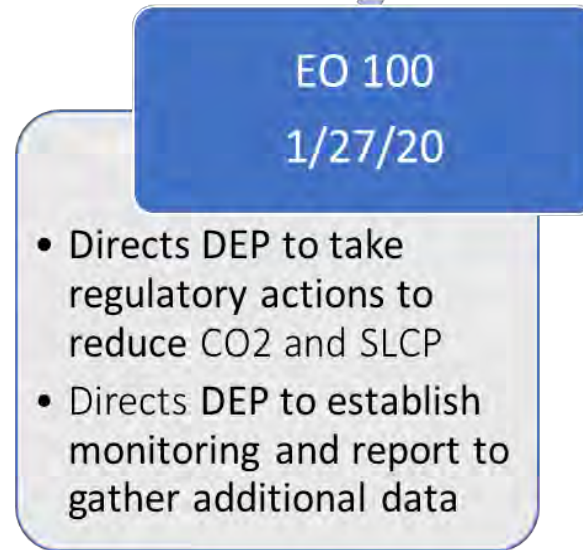 EO 100
1/27/20
• Directs DEP to take
regulatory actions to
reduce CO2 and SLCP
• Directs DEP to establish
monitoring and report to
gather additional data